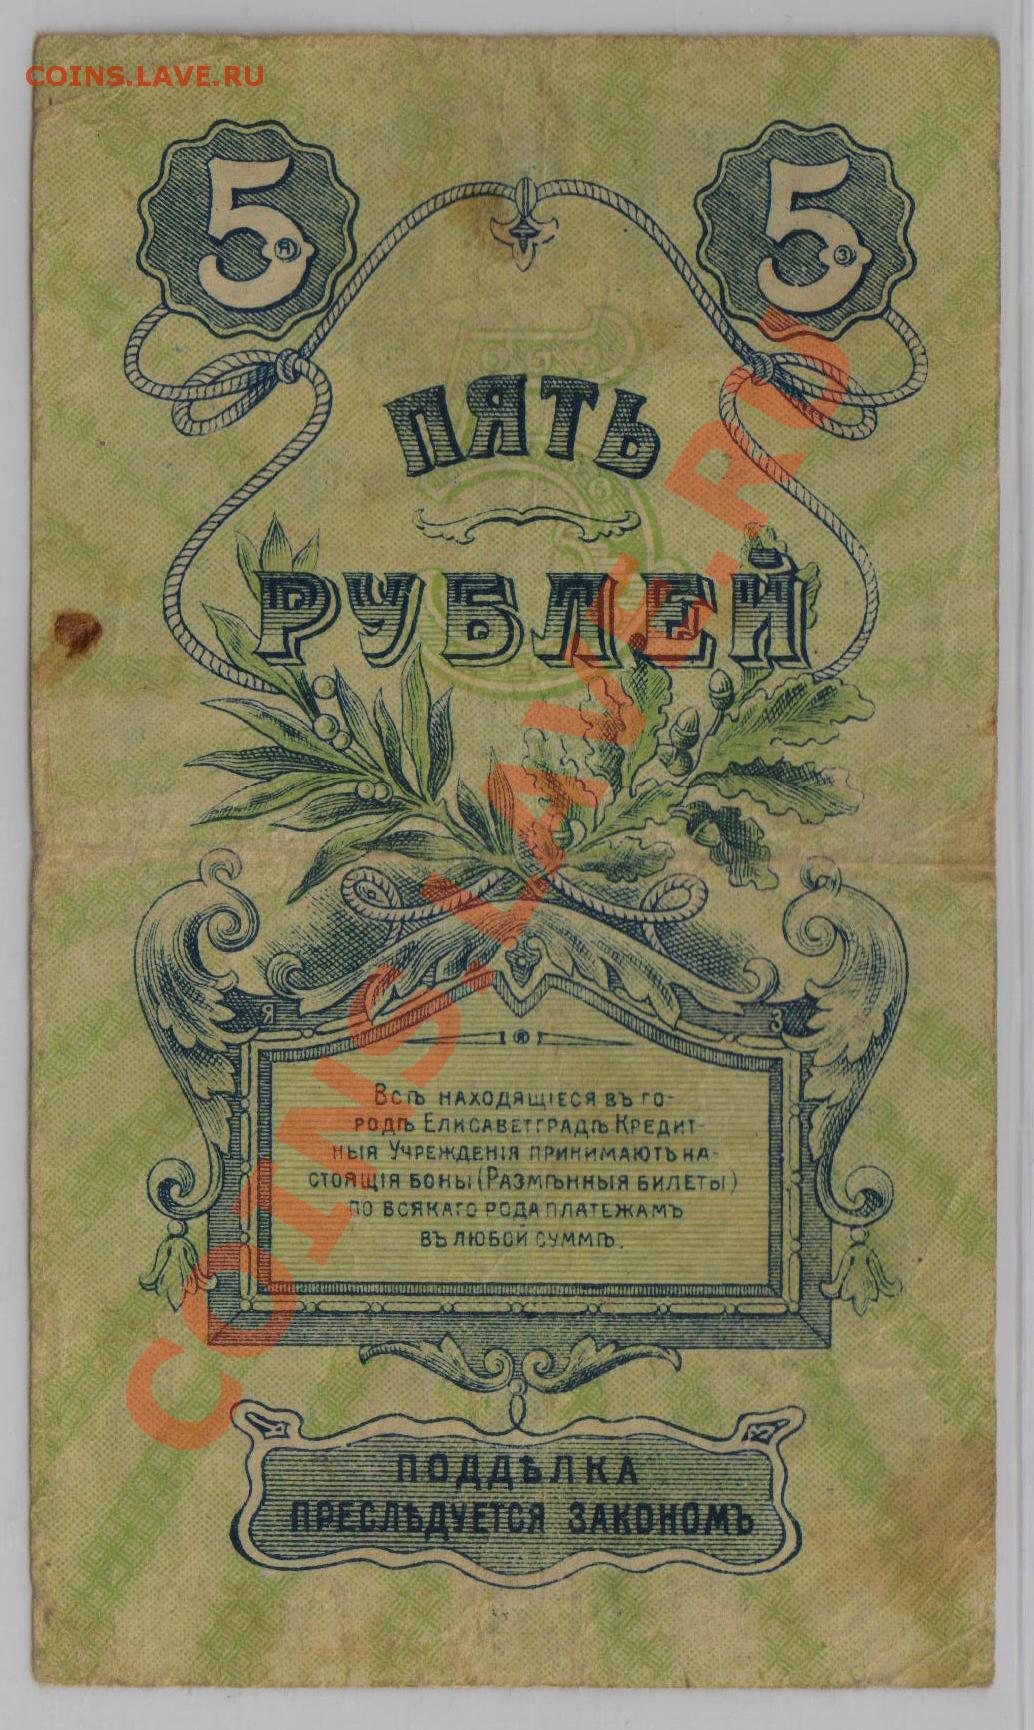 COINS.LAVE.RU
5 5
Я З
ПЯТЬ
РУБЛЕЙ
Я З
Я
Всѣ находящіеся въ го-
родѣ Елисаветградѣ Кредит-
ныя Учрежденія принимаютъ на-
стоящія боны (Размѣнныя билеты)
по всякаго рода платежамъ
въ любой суммѣ.
ПОДДѢЛКА
ПРЕСЛѢДУЕТСЯ ЗАКОНОМЪ
COINS.LAVE.RU